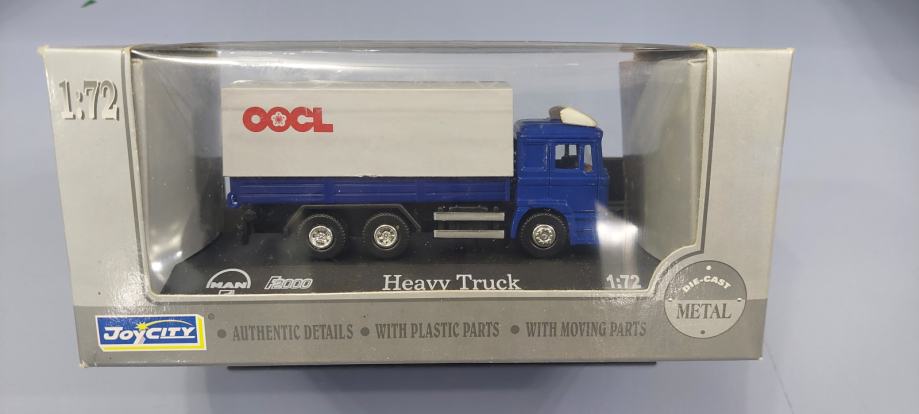 1:72
OOCL
MAN F2000 Heavy Truck 1:72
DIE-CAST
METAL
JOYCITY • AUTHENTIC DETAILS • WITH PLASTIC PARTS • WITH MOVING PARTS